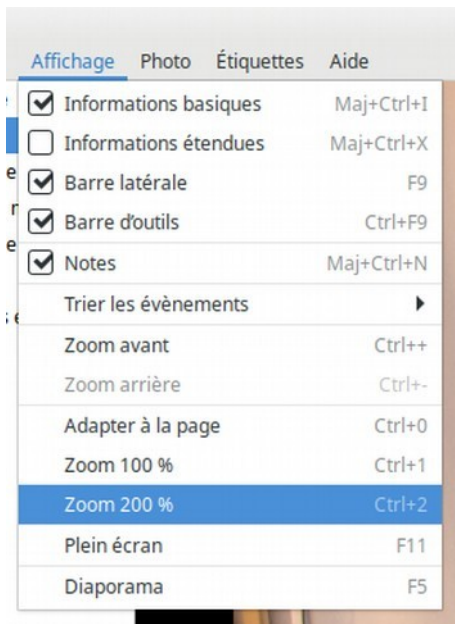 Affichage Photo Étiquettes Aide
Informations basiques Maj+Ctrl+I
Informations étendues Maj+Ctrl+X
Barre latérale F9
Barre d'outils Ctrl+F9
Notes Maj+Ctrl+N
Trier les évènements
Zoom avant Ctrl++
Zoom arrière Ctrl+-
Adapter à la page Ctrl+0
Zoom 100 % Ctrl+1
Zoom 200 % Ctrl+2
Plein écran F11
Diaporama F5